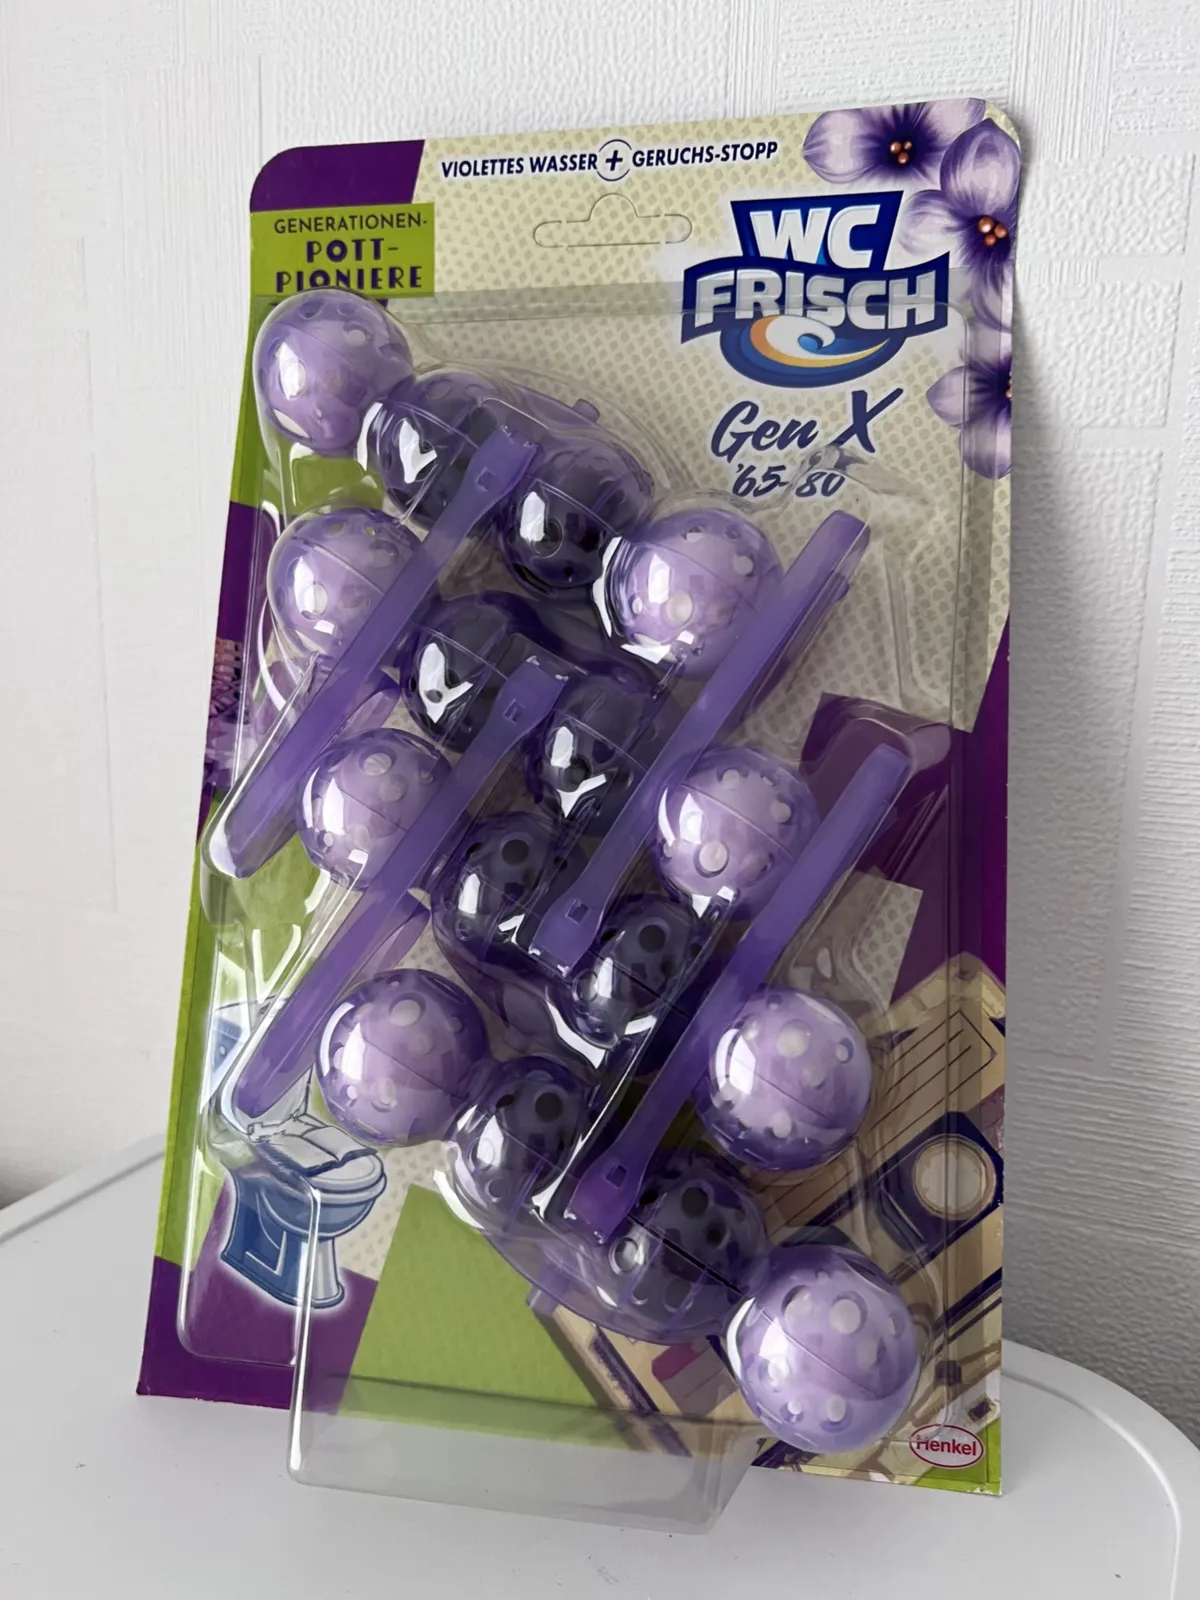 VIOLETTES WASSER + GERUCHS-STOPP
GENERATIONEN-
POTT-
PIONIERE
WC
FRISCH
Gen X
'65-'80
Henkel